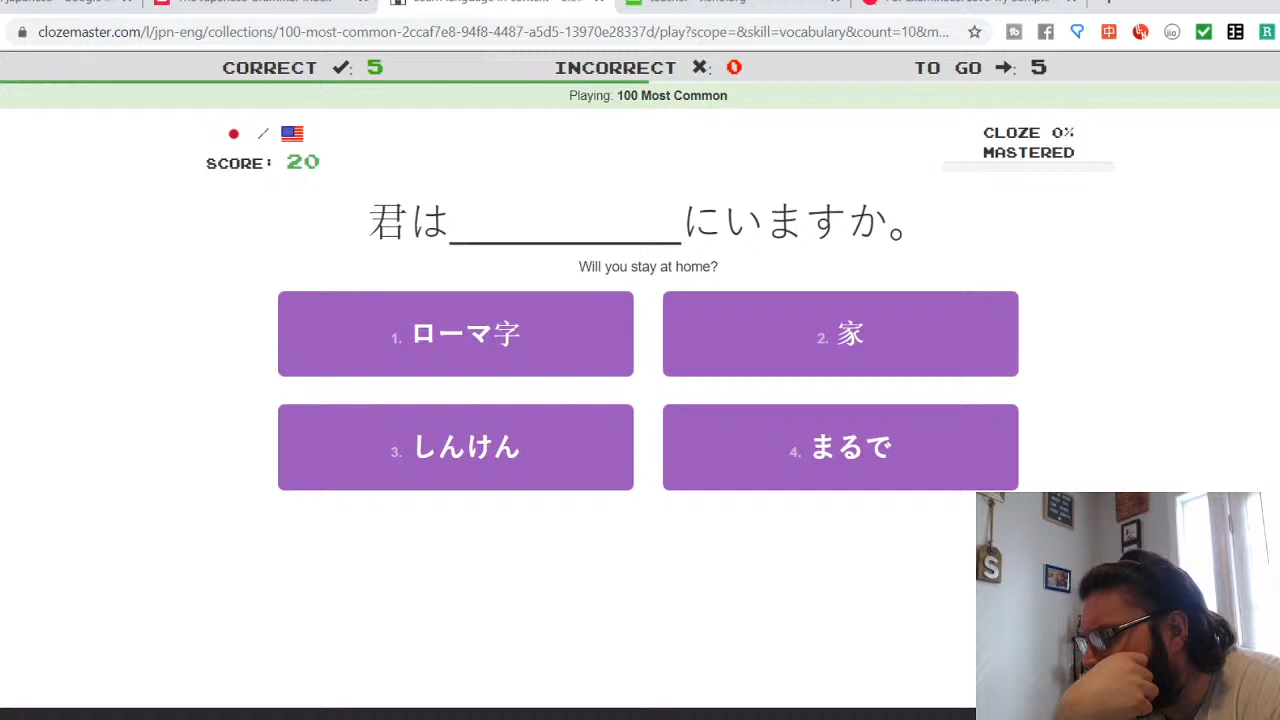 clozemaster.com/l/jpn-eng/collections/100-most-common-25caf7e8-94f8-44e7-a5d5-13970e28337d/play?scope=&skill=vocabulary&count=10&m...
CORRECT ✔: 5
INCORRECT ✖: 0
TO GO ➔: 5
Playing: 100 Most Common
SCORE: 20
CLOZE 0%
MASTERED
君は__________にいますか。
Will you stay at home?
1. ローマ字
2. 家
3. しんけん
4. まるで
S